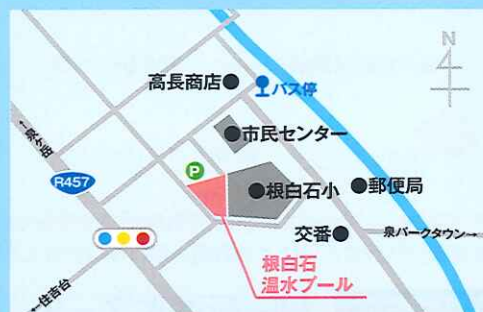 N
高長商店
バス停
市民センター
←泉ヶ岳
P
R457
根白石小
郵便局
交番
泉パークタウン→
根白石
温水プール
←住吉台